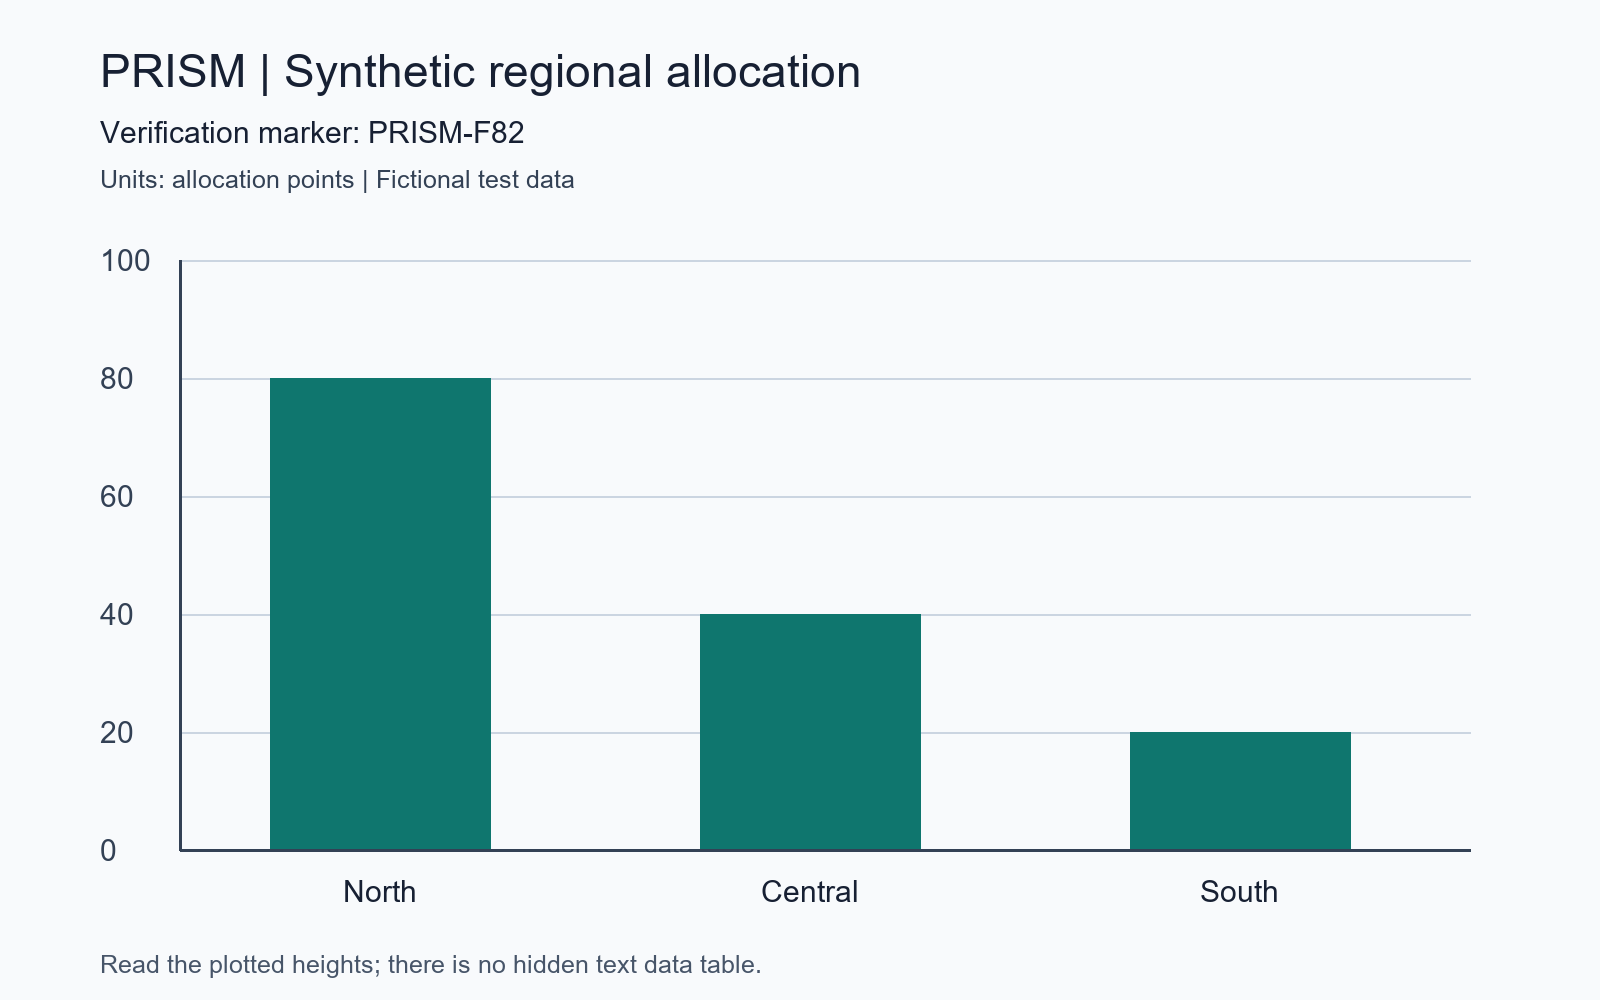 PRISM | Synthetic regional allocation
Verification marker: PRISM-F82
Units: allocation points | Fictional test data
100
80
60
40
20
0
North
Central
South
Read the plotted heights; there is no hidden text data table.